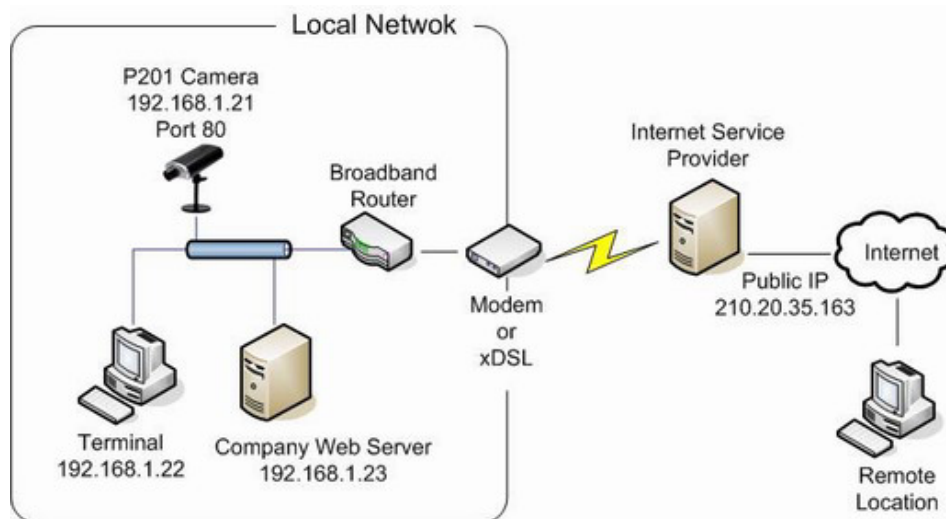 Local Netwok
P201 Camera
192.168.1.21
Port 80
Broadband
Router
Internet Service
Provider
Internet
Public IP
210.20.35.163
Modem
or
xDSL
Terminal
192.168.1.22
Company Web Server
192.168.1.23
Remote
Location